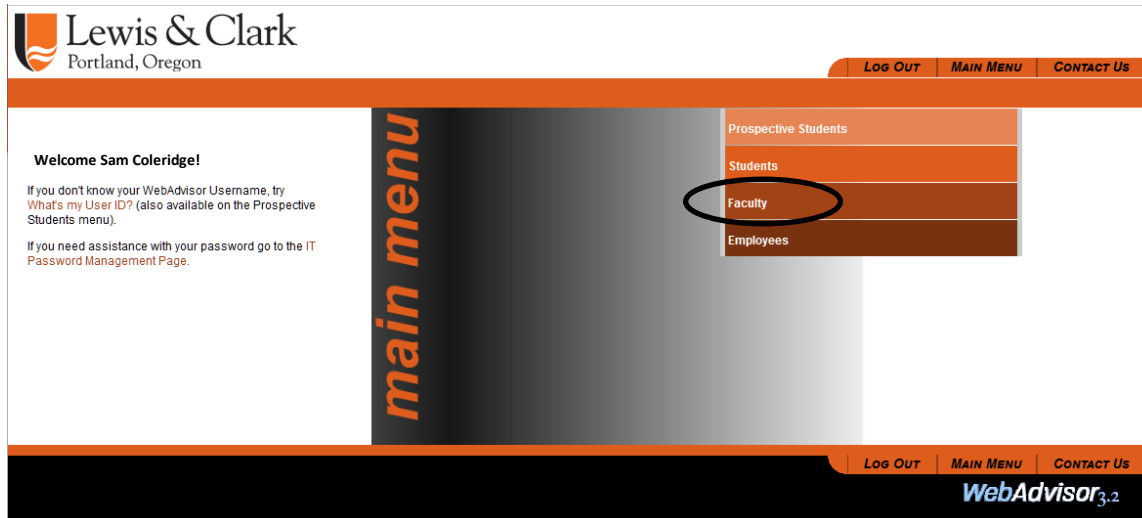 Lewis & Clark
Portland, Oregon
LOG OUT MAIN MENU CONTACT US
Welcome Sam Coleridge!
If you don't know your WebAdvisor Username, try
What's my User ID? (also available on the Prospective
Students menu).
If you need assistance with your password go to the IT
Password Management Page.
main menu
Prospective Students
Students
Faculty
Employees
LOG OUT MAIN MENU CONTACT US
WebAdvisor3.2